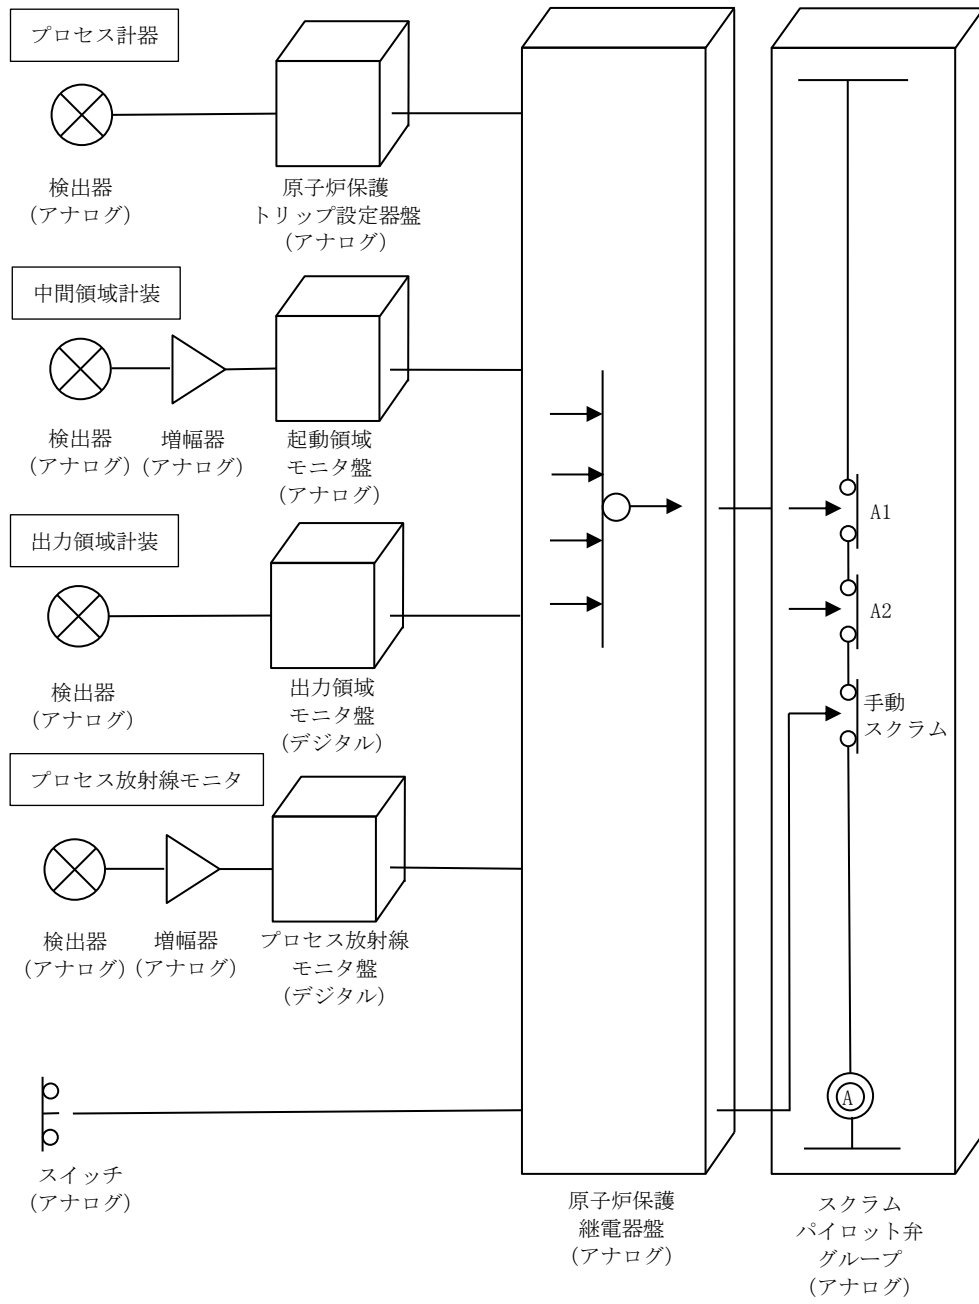 プロセス計器
検出器
(アナログ)
原子炉保護
トリップ設定器盤
(アナログ)
中間領域計装
検出器
(アナログ)
増幅器
(アナログ)
起動領域
モニタ盤
(アナログ)
出力領域計装
検出器
(アナログ)
出力領域
モニタ盤
(デジタル)
プロセス放射線モニタ
検出器
(アナログ)
増幅器
(アナログ)
プロセス放射線
モニタ盤
(デジタル)
スイッチ
(アナログ)
原子炉保護
継電器盤
(アナログ)
A1
A2
手動
スクラム
A
スクラム
パイロット弁
グループ
(アナログ)